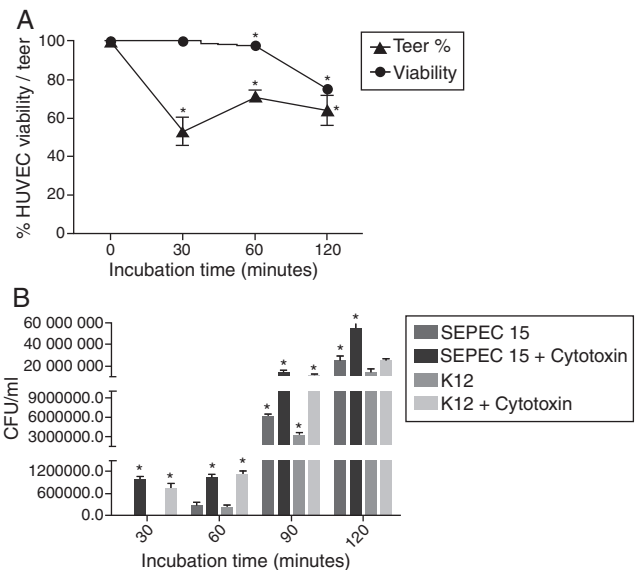 A
100
80
60
40
20
0
% HUVEC viability / teer
* * * * *
0 30 60 120
Incubation time (minutes)
Teer %
Viability
B
60 000 000
40 000 000
20 000 000
9000000.0
6000000.0
3000000.0
1200000.0
600000.0
0.0
CFU/ml
* * * * * * * * * *
30 60 90 120
Incubation time (minutes)
SEPEC 15
SEPEC 15 + Cytotoxin
K12
K12 + Cytotoxin